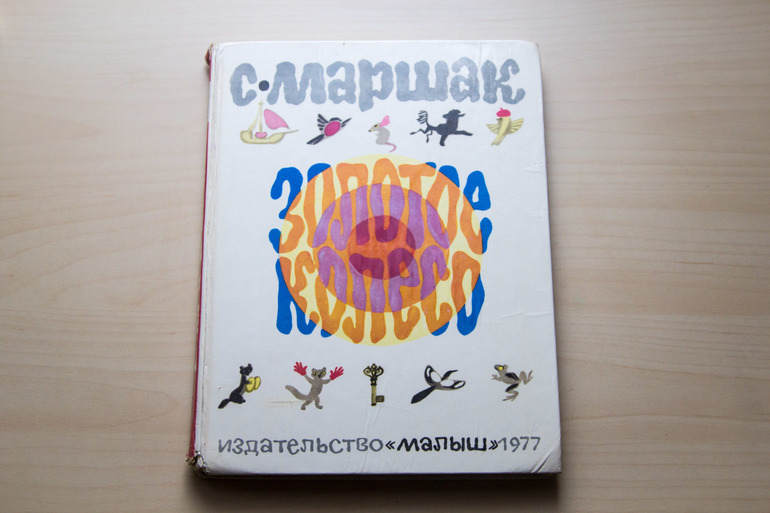 С. Маршак
Золотое
колесо
издательство «Малыш» 1977